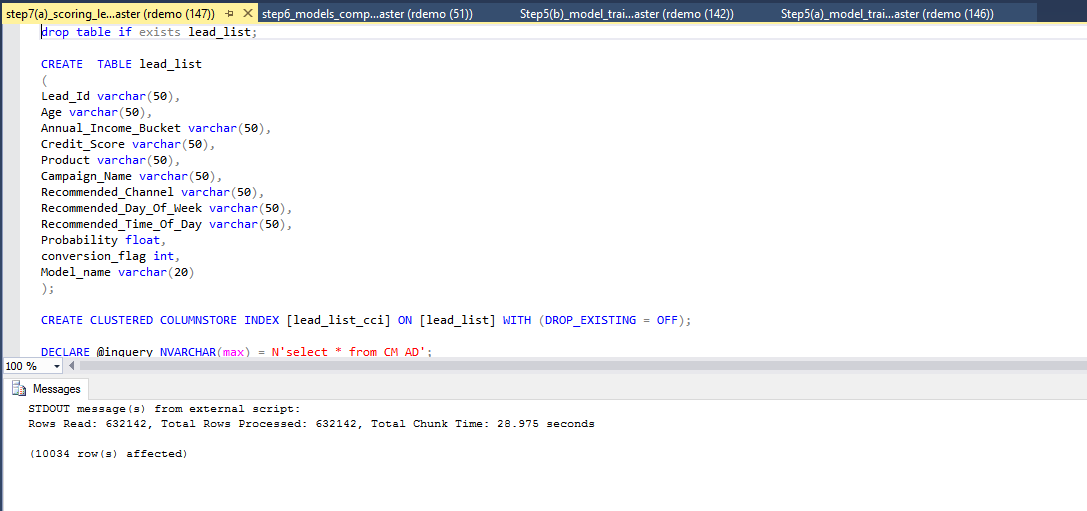 step7(a)_scoring_le...aster (rdemo (147)) step6_models_comp...aster (rdemo (51)) Step5(b)_model_trai...aster (rdemo (142)) Step5(a)_model_trai...aster (rdemo (146))
drop table if exists lead_list;
CREATE  TABLE lead_list
(
Lead_Id varchar(50),
Age varchar(50),
Annual_Income_Bucket varchar(50),
Credit_Score varchar(50),
Product varchar(50),
Campaign_Name varchar(50),
Recommended_Channel varchar(50),
Recommended_Day_Of_Week varchar(50),
Recommended_Time_Of_Day varchar(50),
Probability float,
conversion_flag int,
Model_name varchar(20)
);
CREATE CLUSTERED COLUMNSTORE INDEX [lead_list_cci] ON [lead_list] WITH (DROP_EXISTING = OFF);
DECLARE @inquery NVARCHAR(max) = N'select * from CM_AD';
100 %
Messages
STDOUT message(s) from external script:
Rows Read: 632142, Total Rows Processed: 632142, Total Chunk Time: 28.975 seconds
(10034 row(s) affected)